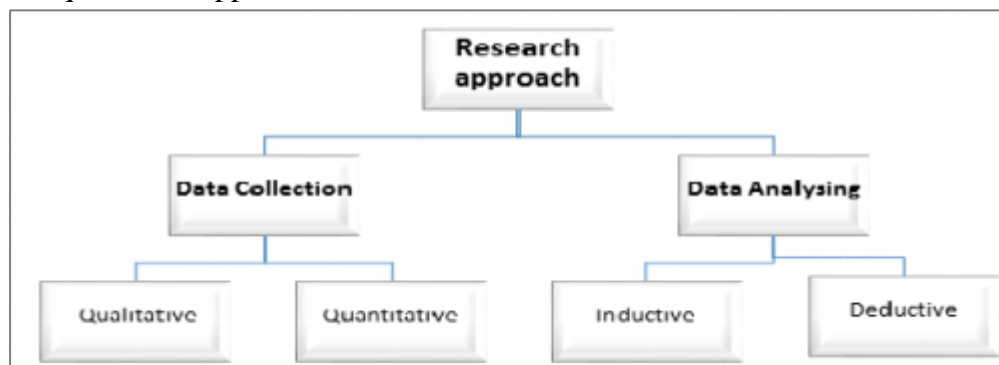 Research
approach
Data Collection
Data Analysing
Qualitative
Quantitative
Inductive
Deductive